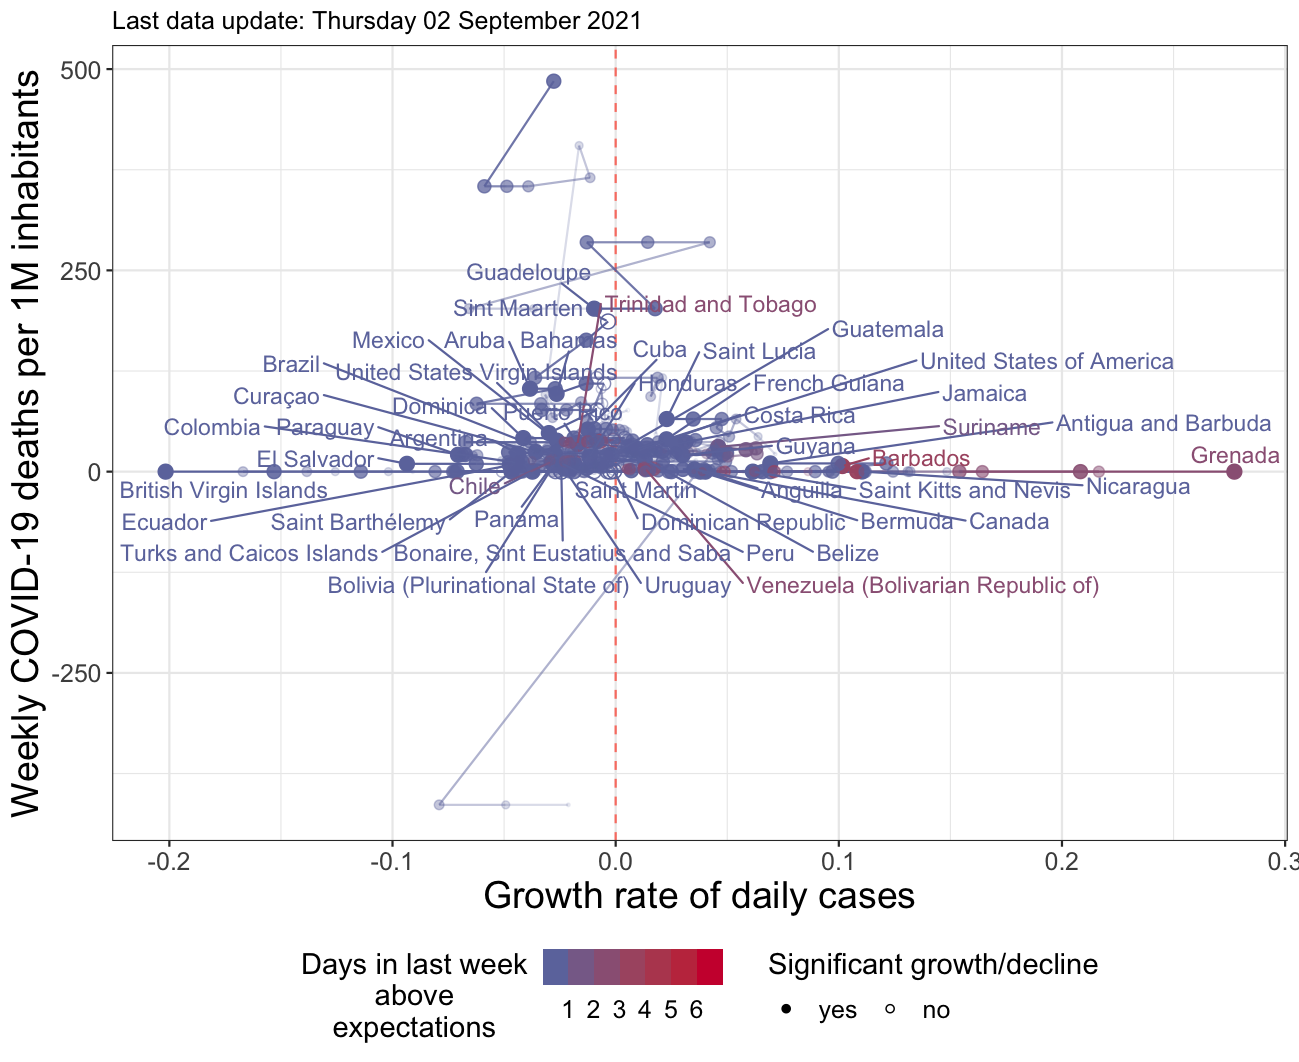 Last data update: Thursday 02 September 2021
Weekly COVID-19 deaths per 1M inhabitants
500
250
0
-250
Guadeloupe
Sint Maarten
Trinidad and Tobago
Guatemala
Mexico
Aruba
Bahamas
Cuba
Saint Lucia
Brazil
United States Virgin Islands
United States of America
Curaçao
Honduras
French Guiana
Jamaica
Dominica
Puerto Rico
Costa Rica
Colombia
Paraguay
Argentina
Suriname
Antigua and Barbuda
El Salvador
Guyana
Barbados
Grenada
British Virgin Islands
Chile
Saint Martin
Anguilla
Saint Kitts and Nevis
Nicaragua
Ecuador
Saint Barthélemy
Panama
Dominican Republic
Bermuda
Canada
Turks and Caicos Islands
Bonaire, Sint Eustatius and Saba
Peru
Belize
Bolivia (Plurinational State of)
Uruguay
Venezuela (Bolivarian Republic of)
-0.2
-0.1
0.0
0.1
0.2
0.3
Growth rate of daily cases
Days in last week
above
expectations
1 2 3 4 5 6
Significant growth/decline
yes
no